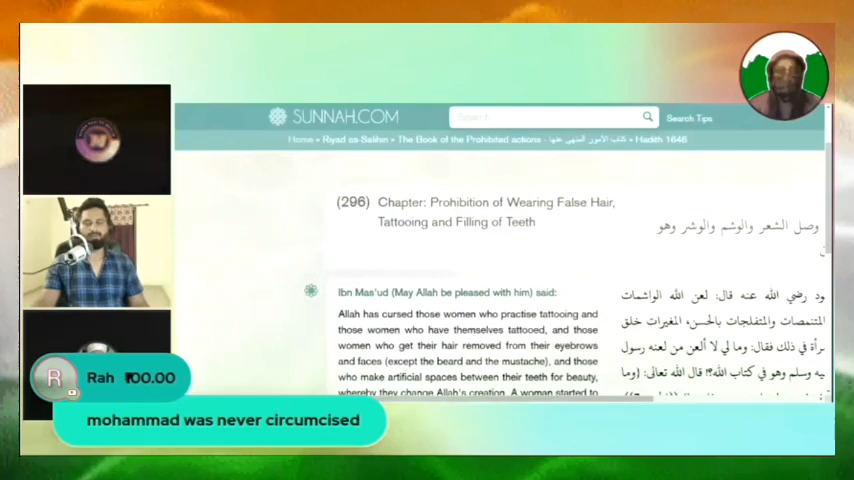 SUNNAH.COM
Search
Search Tips
Home » Riyad as-Salihin » The Book of the Prohibited actions - كتاب الأمور المنهي عنها » Hadith 1646
(296) Chapter: Prohibition of Wearing False Hair,
Tattooing and Filling of Teeth
وصل الشعر والوشم والوشر وهو
Ibn Mas'ud (May Allah be pleased with him) said:
Allah has cursed those women who practise tattooing and
those women who have themselves tattooed, and those
women who get their hair removed from their eyebrows
and faces (except the beard and the mustache), and those
who make artificial spaces between their teeth for beauty,
whereby they change Allah's creation. A woman started to
ود رضي الله عنه قال: لعن الله الواشمات
المتنمصات والمتفلجات بالحسن، المغيرات خلق
رأة في ذلك فقال: وما لي لا ألعن من لعنه رسول
يه وسلم وهو في كتاب الله؟! قال الله تعالى: {وما
R
Rah ₹100.00
mohammad was never circumcised